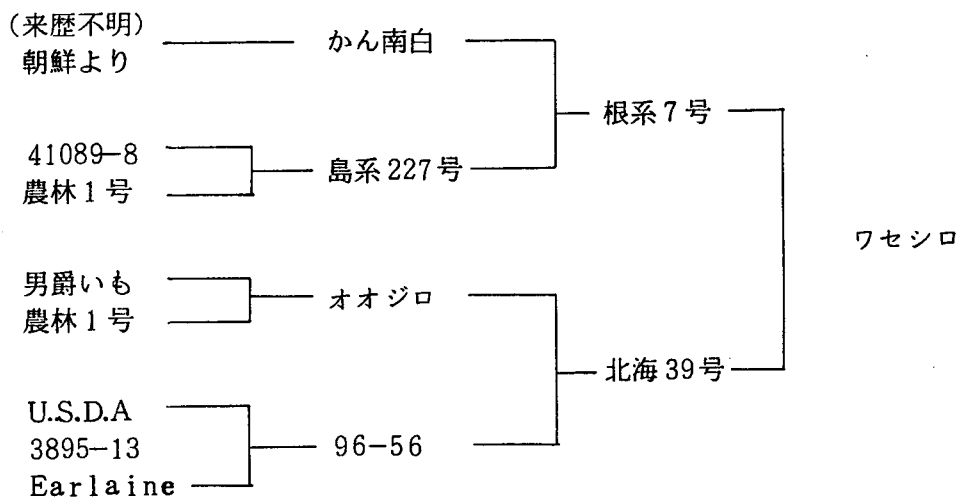 (来歴不明)
朝鮮より
かん南白
根系7号
41089-8
農林1号
島系227号
ワセシロ
男爵いも
農林1号
オオジロ
北海39号
U.S.D.A
3895-13
Earlaine
96-56